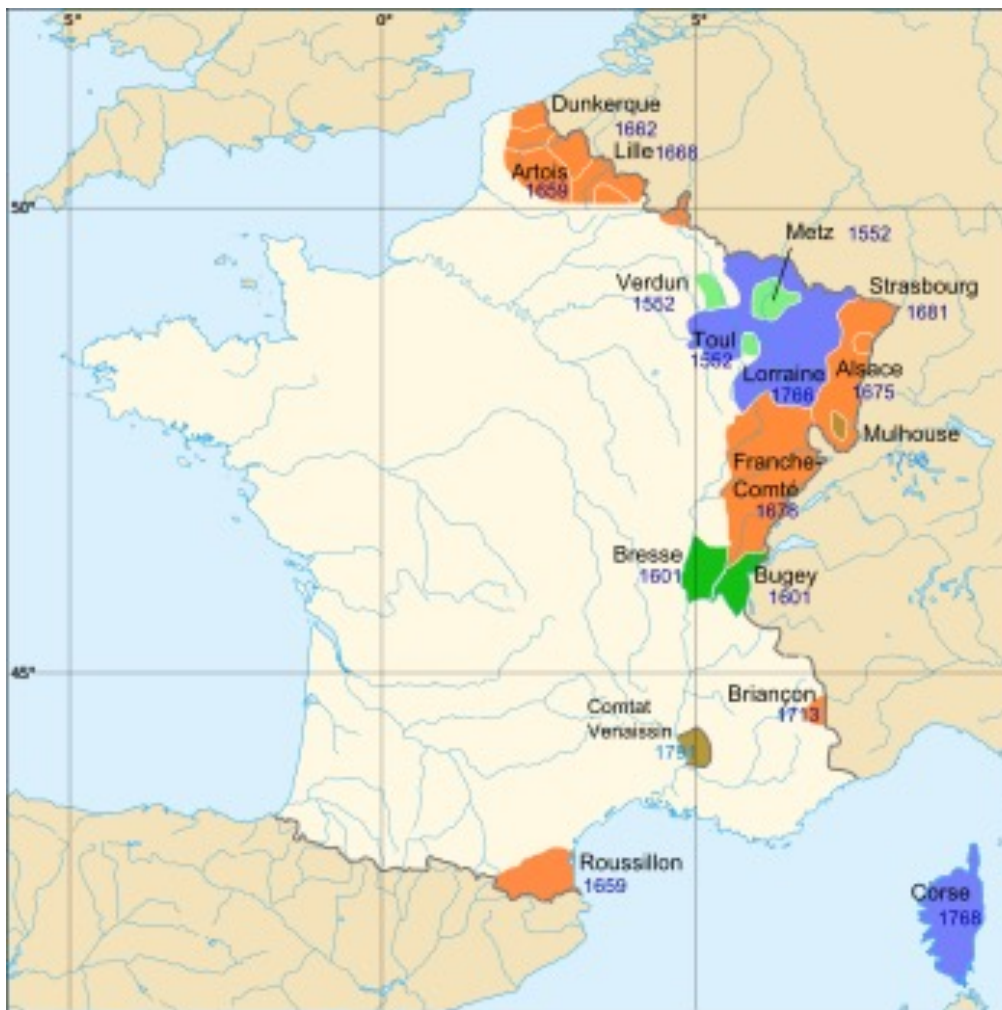 5°
0°
5°
Dunkerque
1662
Lille 1668
Artois
1659
50°
Metz 1552
Verdun
1552
Strasbourg
1681
Toul
1552
Lorraine
1766
Alsace
1675
Mulhouse
Franche-
Comté
1678
Bresse
1601
Bugey
1601
45°
Briançon
1713
Comtat
Venaissin
1791
Roussillon
1659
Corse
1768